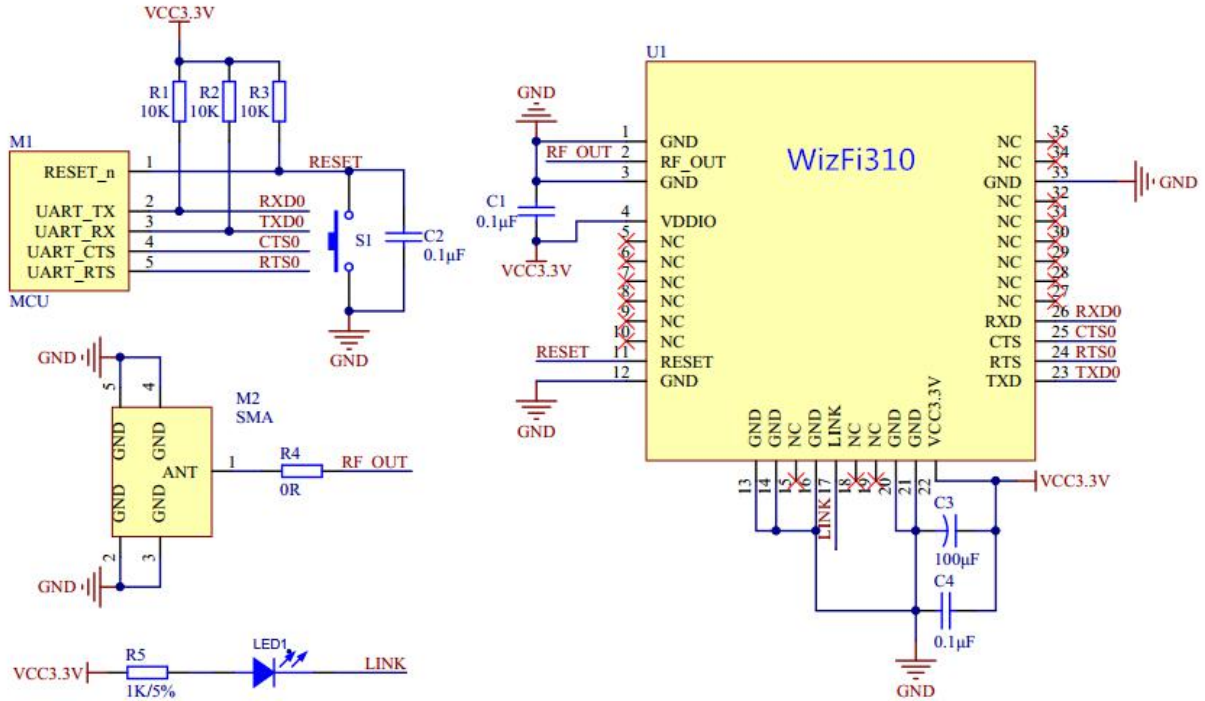 VCC3.3V
R1
10K
R2
10K
R3
10K
M1
RESET_n
1
RESET
UART_TX
2
RXD0
UART_RX
3
TXD0
UART_CTS
4
CTS0
UART_RTS
5
RTS0
MCU
S1
C2
0.1µF
GND
GND
5
4
GND
GND
M2
SMA
ANT
1
R4
0R
RF_OUT
GND
GND
2
3
GND
VCC3.3V
R5
1K/5%
LED1
LINK
U1
WizFi310
GND
1
GND
RF_OUT
2
RF_OUT
3
GND
C1
0.1µF
4
VDDIO
VCC3.3V
5
NC
6
NC
7
NC
8
NC
9
NC
10
NC
RESET
11
RESET
12
GND
GND
NC
35
NC
34
GND
33
GND
NC
32
NC
31
NC
30
NC
29
NC
28
NC
27
RXD
26
RXD0
CTS
25
CTS0
RTS
24
RTS0
TXD
23
TXD0
GND
GND
NC
GND
LINK
NC
NC
GND
GND
VCC3.3V
13
14
15
16
17
18
19
20
21
22
LINK
VCC3.3V
C3
100µF
C4
0.1µF
GND